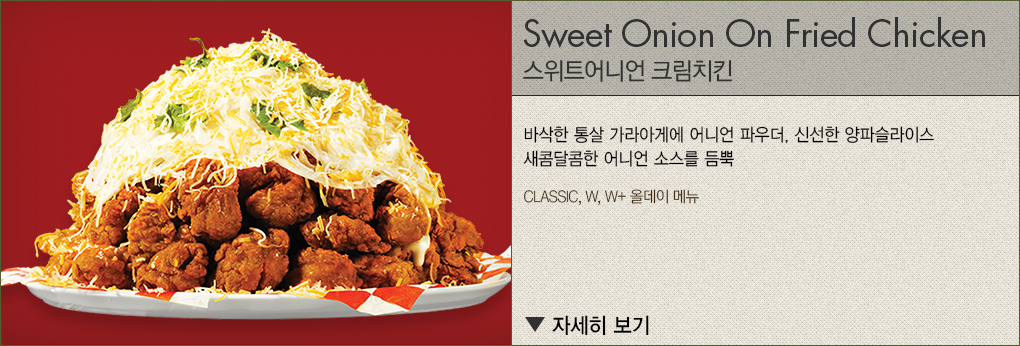 Sweet Onion On Fried Chicken
스위트어니언 크림치킨
바삭한 통살 가라아게에 어니언 파우더, 신선한 양파슬라이스
새콤달콤한 어니언 소스를 듬뿍
CLASSIC, W, W+ 올데이 메뉴
▼ 자세히 보기